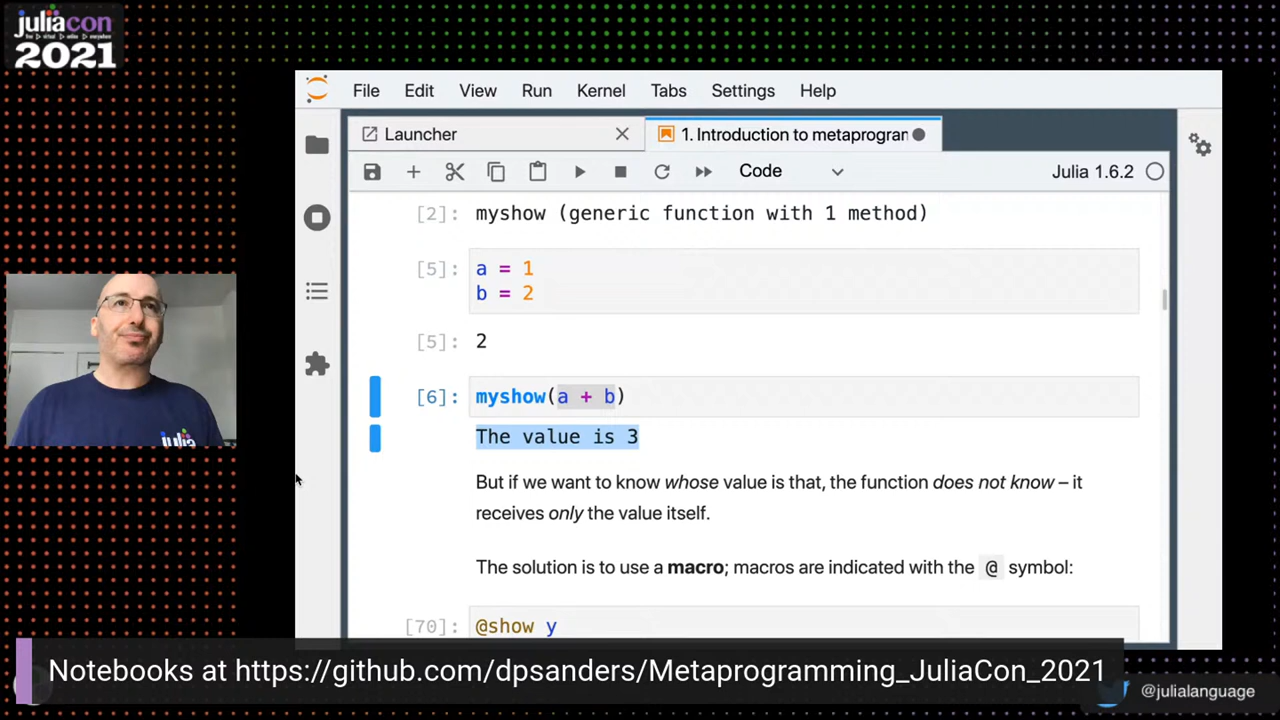 juliacon
2021
File Edit View Run Kernel Tabs Settings Help
Launcher
1. Introduction to metaprogran
Code
Julia 1.6.2
[2]: myshow (generic function with 1 method)
[5]: a = 1
b = 2
[5]: 2
[6]: myshow(a + b)
The value is 3
But if we want to know whose value is that, the function does not know – it
receives only the value itself.
The solution is to use a macro; macros are indicated with the @ symbol:
[70]: @show y
Notebooks at https://github.com/dpsanders/Metaprogramming_JuliaCon_2021
@julialanguage
julia